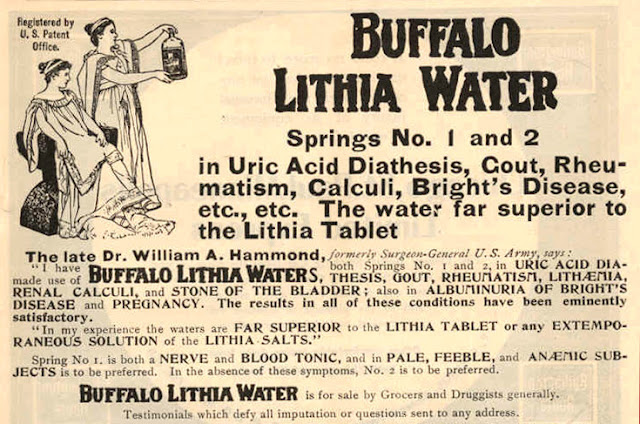 Registered by
U. S. Patent
Office.
BUFFALO
LITHIA WATER
Springs No. 1 and 2
in Uric Acid Diathesis, Gout, Rheu-
matism, Calculi, Bright's Disease,
etc., etc. The water far superior to
the Lithia Tablet
The late Dr. William A. Hammond, formerly Surgeon-General U. S. Army, says:
"I have made use of BUFFALO LITHIA WATERS, both Springs No. 1 and 2, in URIC ACID DIA-
THESIS, GOUT, RHEUMATISM, LITHÆMIA,
RENAL CALCULI, and STONE OF THE BLADDER; also in ALBUMINURIA OF BRIGHT'S
DISEASE and PREGNANCY. The results in all of these conditions have been eminently
satisfactory.
"In my experience the waters are FAR SUPERIOR to the LITHIA TABLET or any EXTEMPO-
RANEOUS SOLUTION of the LITHIA SALTS."
Spring No 1. is both a NERVE and BLOOD TONIC, and in PALE, FEEBLE, and ANÆMIC SUB-
JECTS is to be preferred. In the absence of these symptoms, No. 2 is to be preferred.
BUFFALO LITHIA WATER is for sale by Grocers and Druggists generally.
Testimonials which defy all imputation or questions sent to any address.